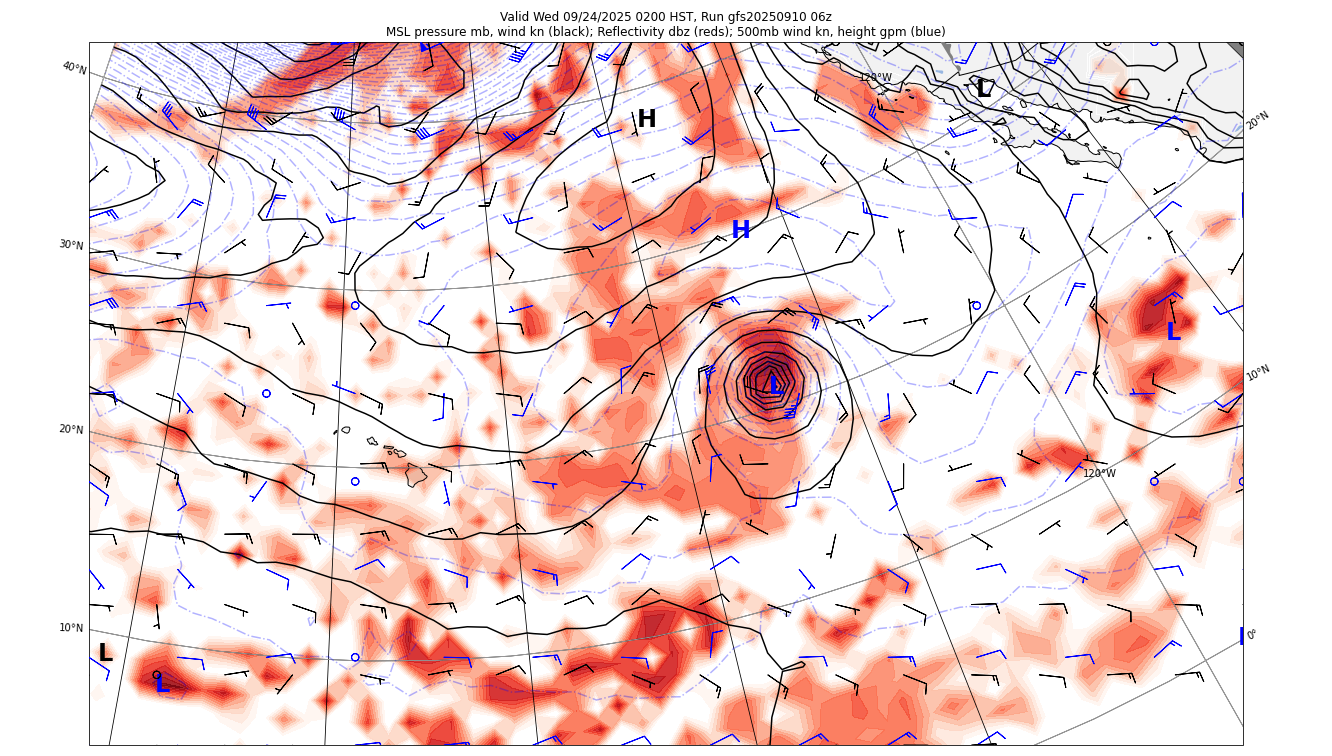 Valid Wed 09/24/2025 0200 HST, Run gfs20250910 06z
MSL pressure mb, wind kn (black); Reflectivity dbz (reds); 500mb wind kn, height gpm (blue)
40°N
120°W
L
H
20°N
30°N
H
L
10°N
L
20°N
120°W
10°N
0°
L
L